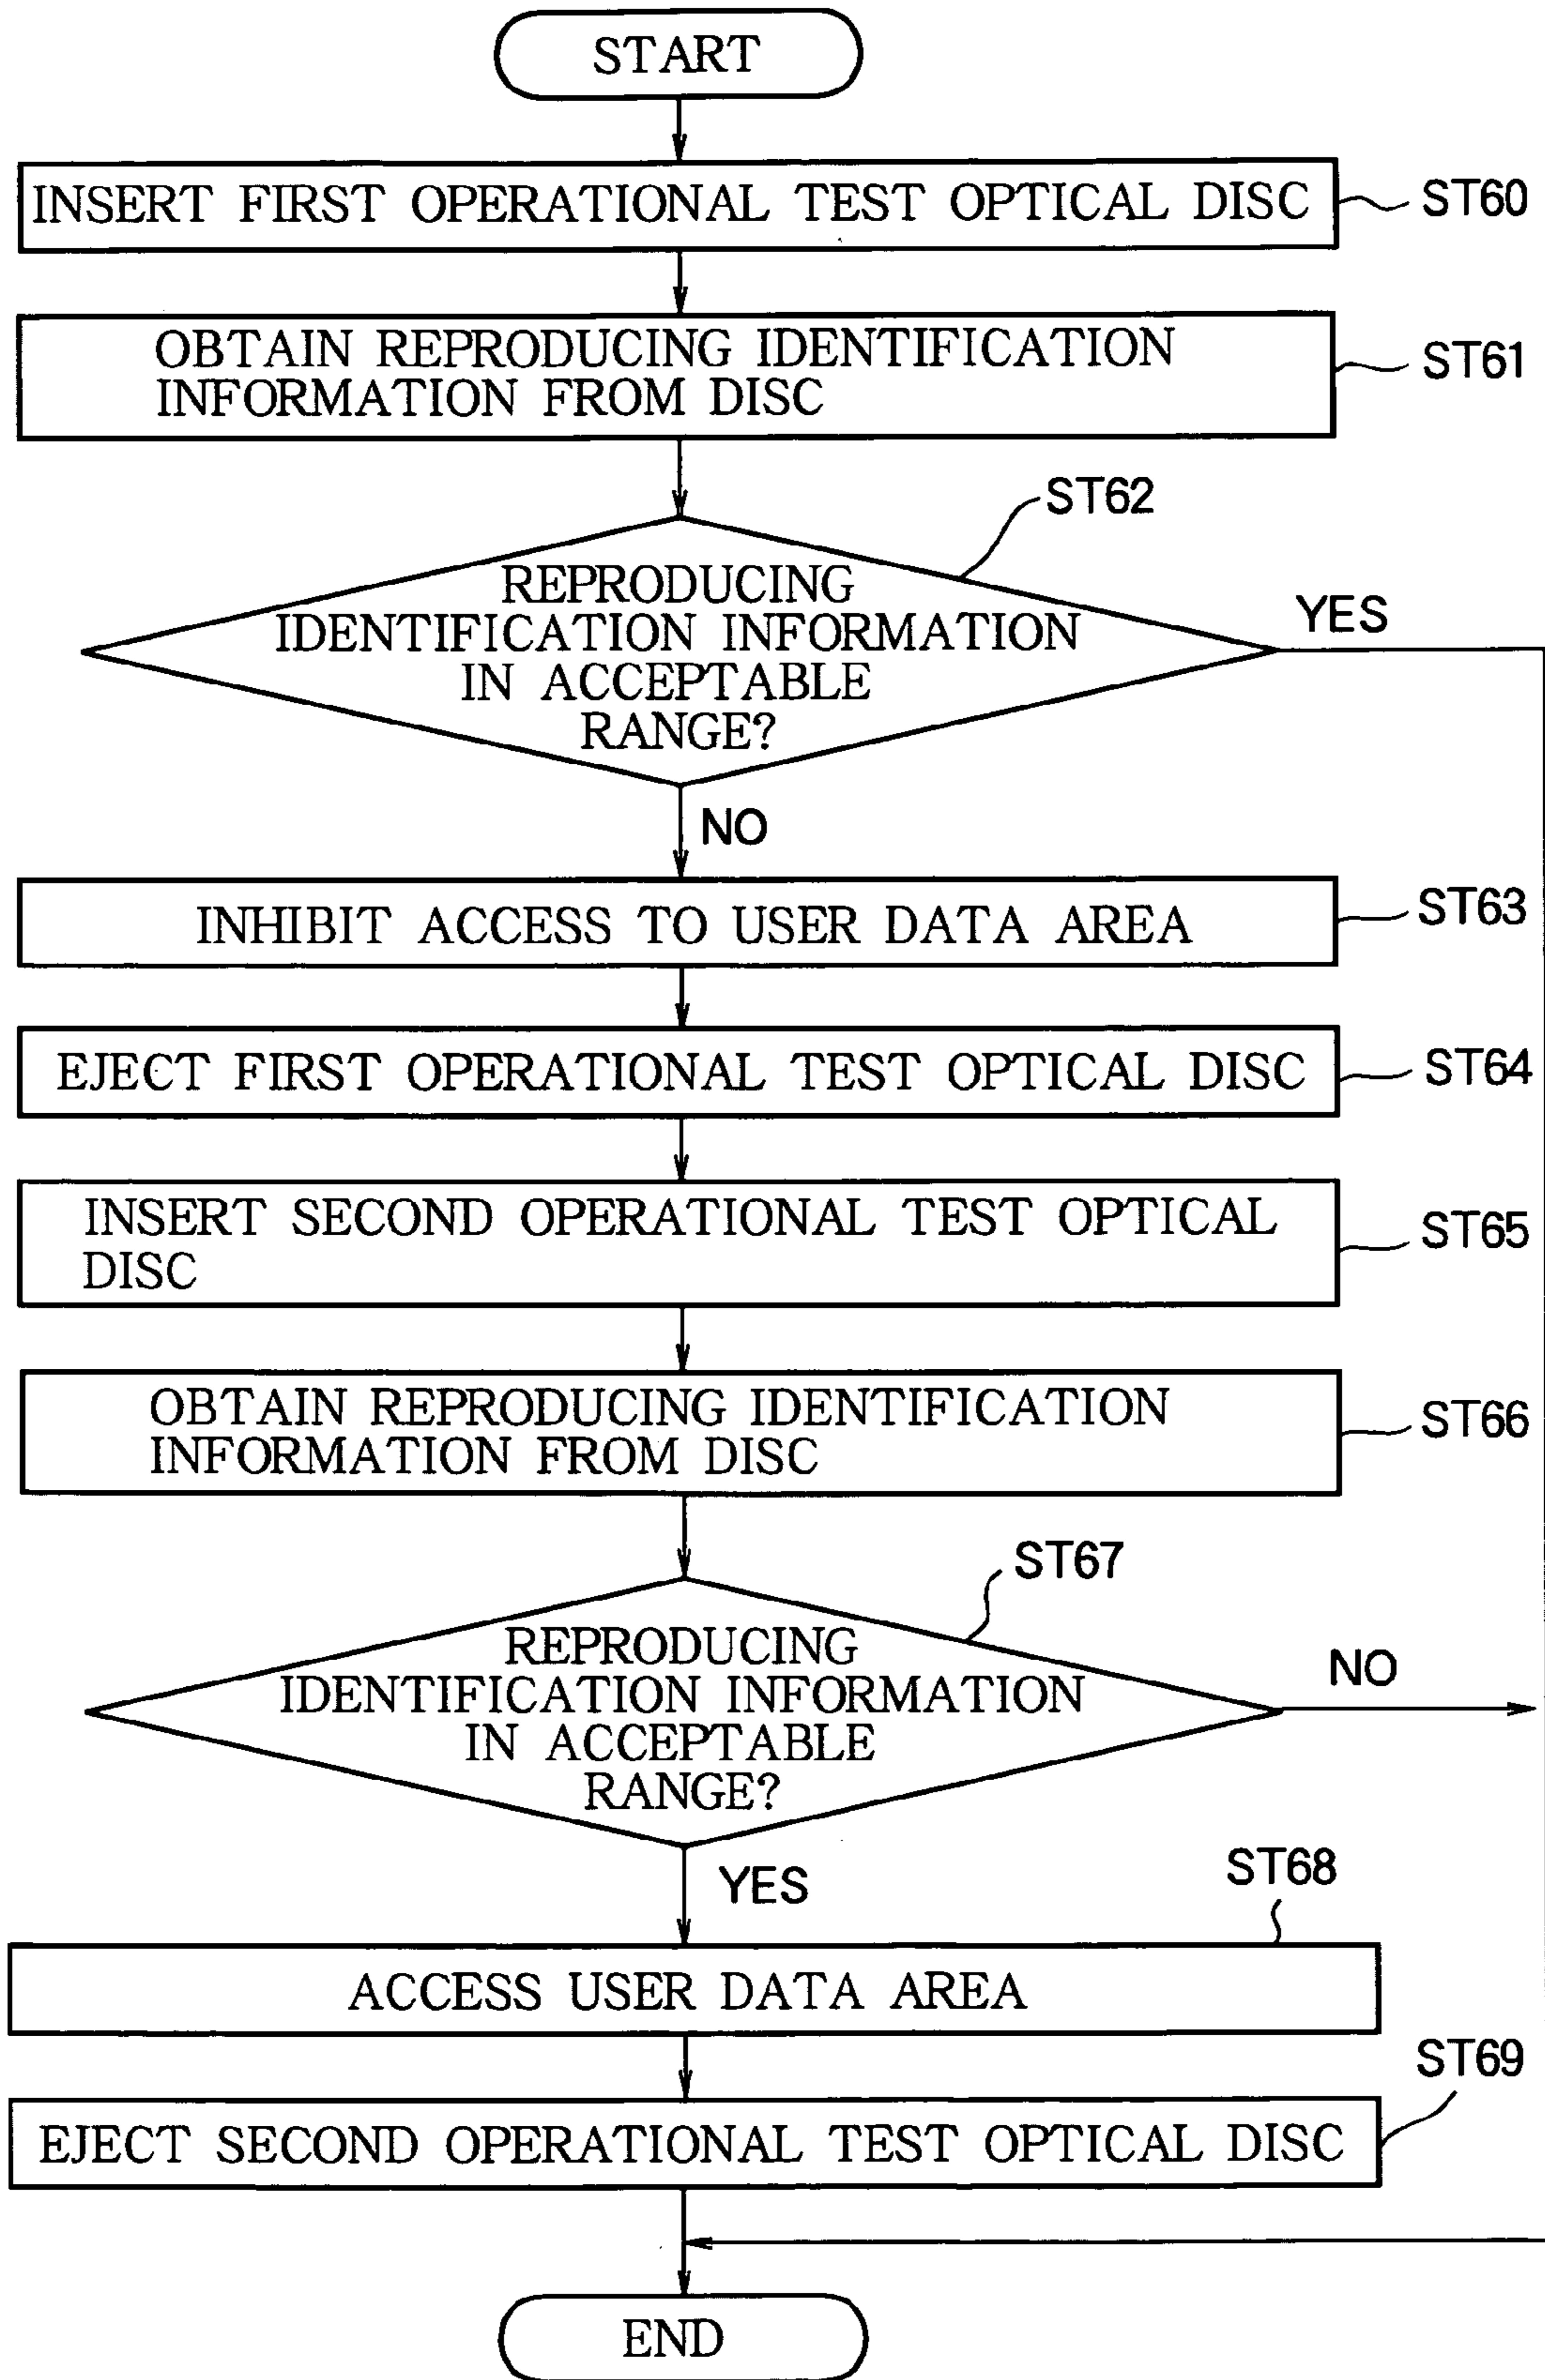 START
INSERT FIRST OPERATIONAL TEST OPTICAL DISC
ST60
OBTAIN REPRODUCING IDENTIFICATION
INFORMATION FROM DISC
ST61
ST62
REPRODUCING
IDENTIFICATION INFORMATION
IN ACCEPTABLE
RANGE?
YES
NO
INHIBIT ACCESS TO USER DATA AREA
ST63
EJECT FIRST OPERATIONAL TEST OPTICAL DISC
ST64
INSERT SECOND OPERATIONAL TEST OPTICAL
DISC
ST65
OBTAIN REPRODUCING IDENTIFICATION
INFORMATION FROM DISC
ST66
ST67
REPRODUCING
IDENTIFICATION INFORMATION
IN ACCEPTABLE
RANGE?
NO
YES
ST68
ACCESS USER DATA AREA
ST69
EJECT SECOND OPERATIONAL TEST OPTICAL DISC
END